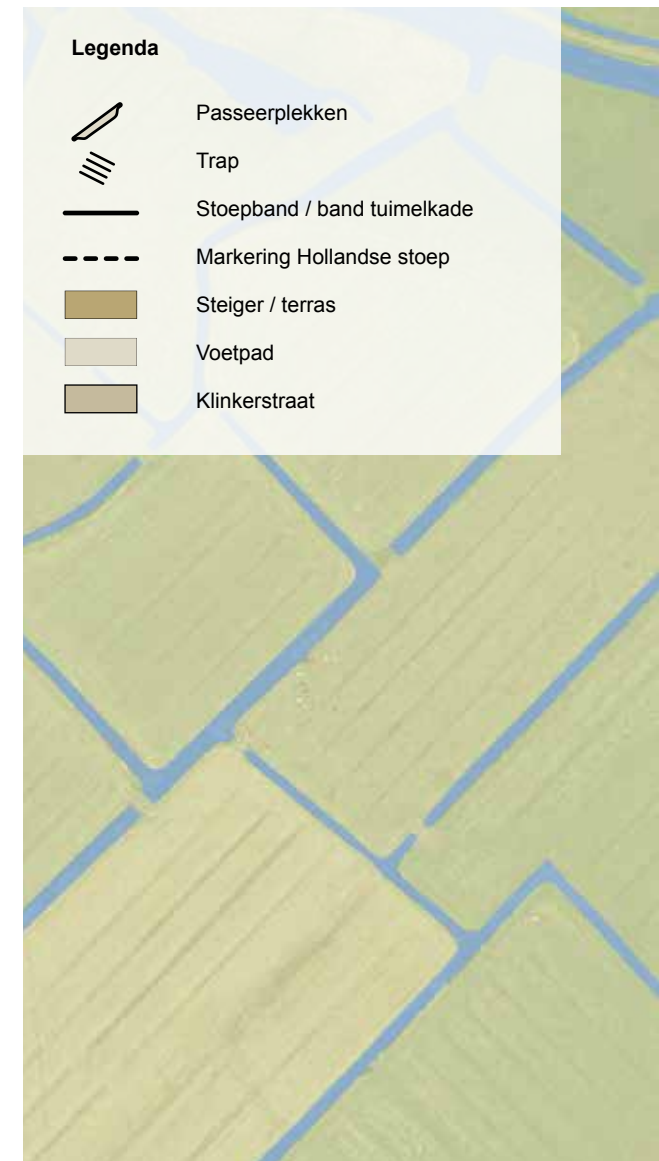 Legenda
Passeerplekken
Trap
Stoepband / band tuimelkade
Markering Hollandse stoep
Steiger / terras
Voetpad
Klinkerstraat